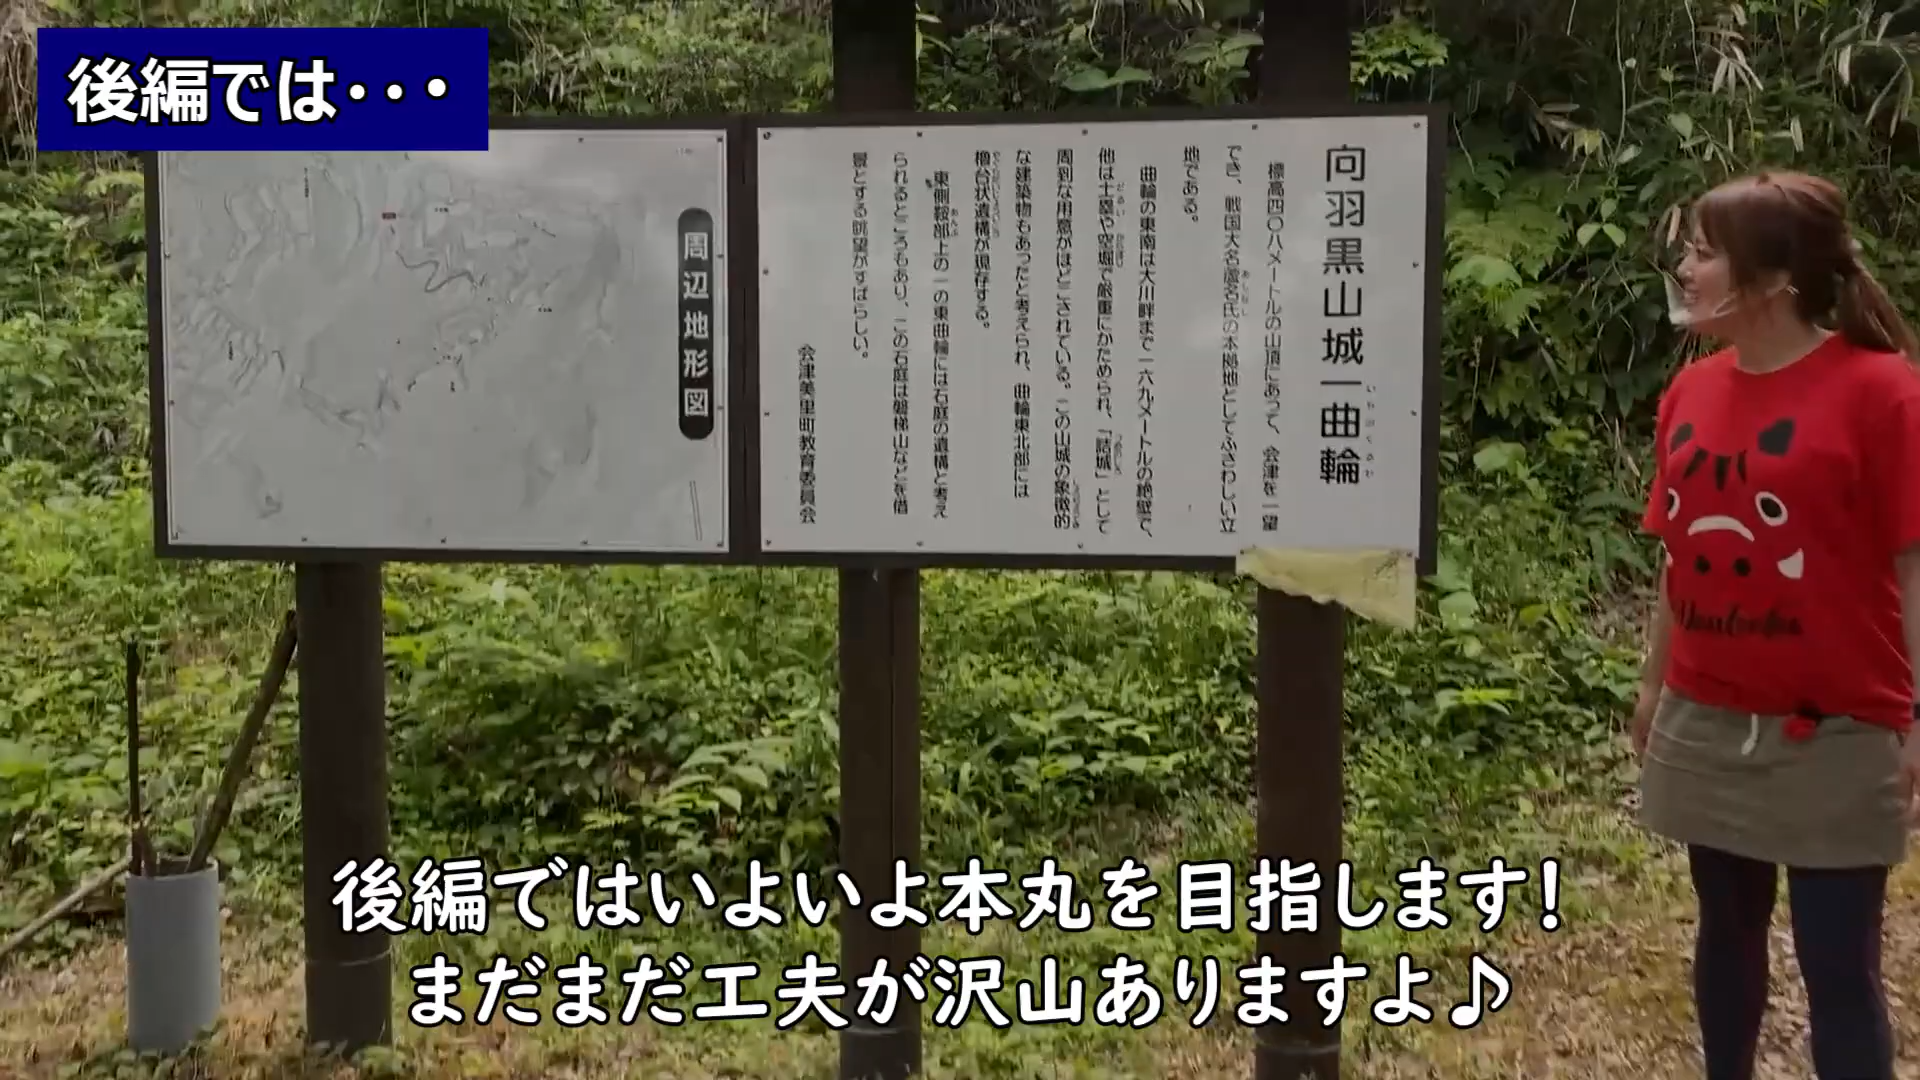 後編では・・・
向羽黒山城一曲輪
標高四〇八メートルの山頂にあって、会津を一望
でき、戦国大名蘆名氏の本拠地としてふさわしい立
地である。
曲輪の東南は大川畔まで一六九メートルの絶壁で、
他は土塁や空堀で厳重にかためられ、「詰城」として
周到な用意がほどこされている。この山城の象徴的
な建築物もあったと考えられ、曲輪東北部には
櫓台状遺構が現存する。
東側鞍部上の一の東曲輪には石庭の遺構と考え
られるところもあり、この石庭は磐梯山などを借
景とする眺望がすばらしい。
会津美里町教育委員会
周辺地形図
後編ではいよいよ本丸を目指します!
まだまだ工夫が沢山ありますよ♪